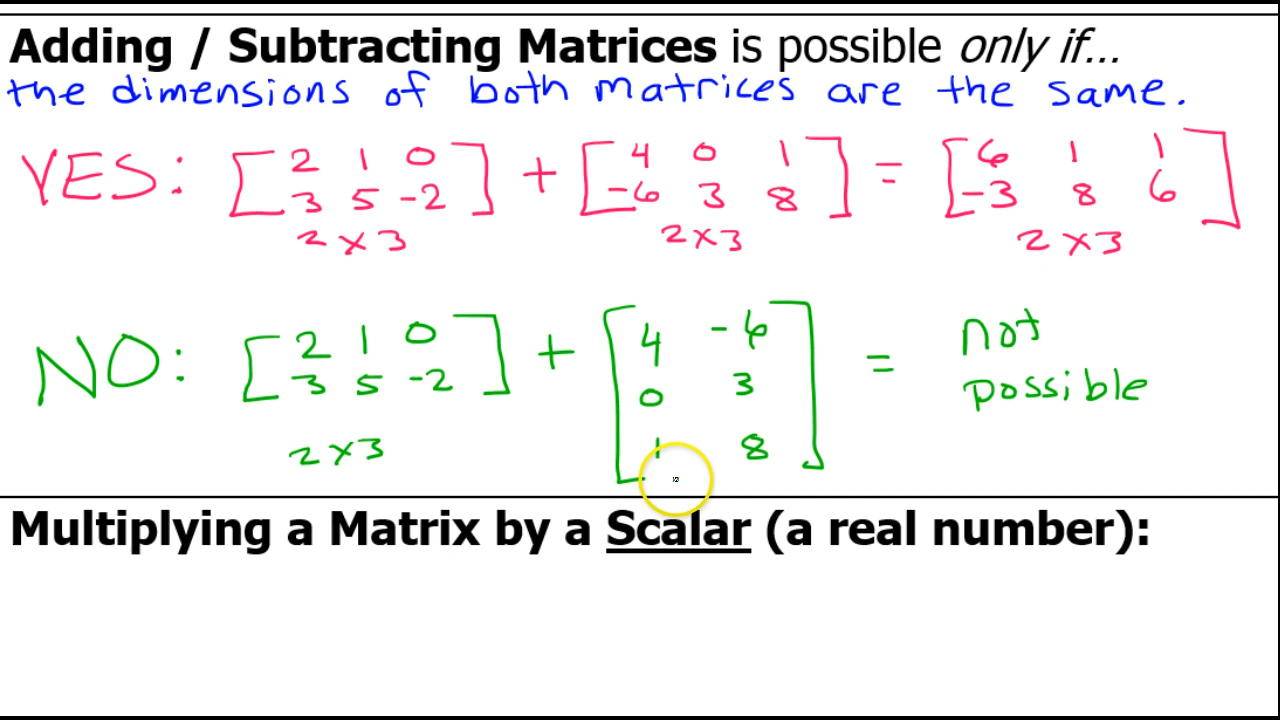 Adding / Subtracting Matrices is possible only if...
the dimensions of both matrices are the same.
YES: [2 1 0] + [4 0 1] = [6 1 1]
[3 5 -2] [-6 3 8] [-3 8 6]
2x3 2x3 2x3
NO: [2 1 0] + [4 -6] = not
[3 5 -2] [0 3] possible
2x3 [1 8]
Multiplying a Matrix by a Scalar (a real number):